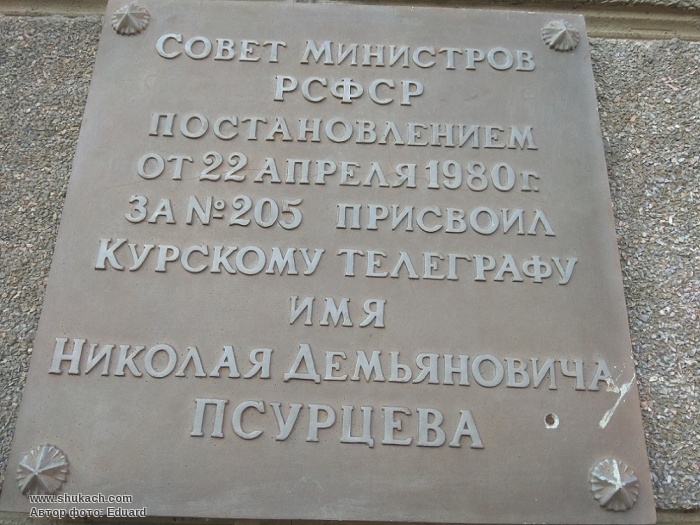 Совет Министров
РСФСР
постановлением
от 22 апреля 1980 г.
за № 205 присвоил
Курскому телеграфу
имя
Николая Демьяновича
Псурцева
www.shukach.com
Автор фото: Eduard